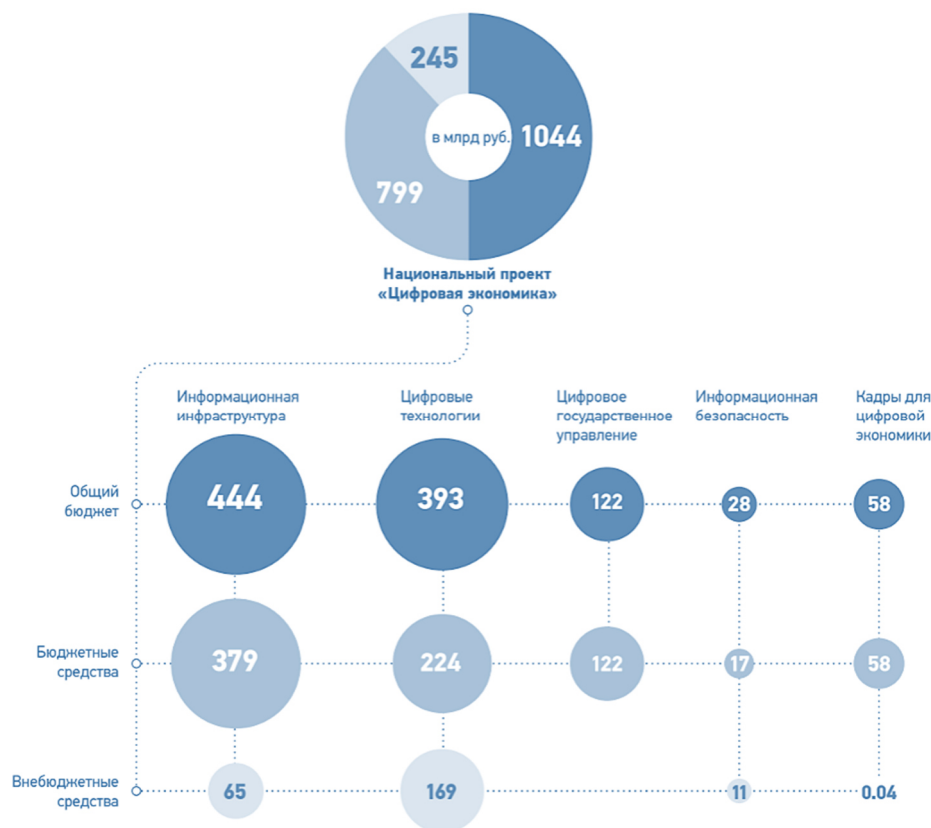 245
в млрд руб.
1044
799
Национальный проект
«Цифровая экономика»
Информационная
инфраструктура
Цифровые
технологии
Цифровое
государственное
управление
Информационная
безопасность
Кадры для
цифровой
экономики
Общий
бюджет
444
393
122
28
58
Бюджетные
средства
379
224
122
17
58
Внебюджетные
средства
65
169
11
0.04